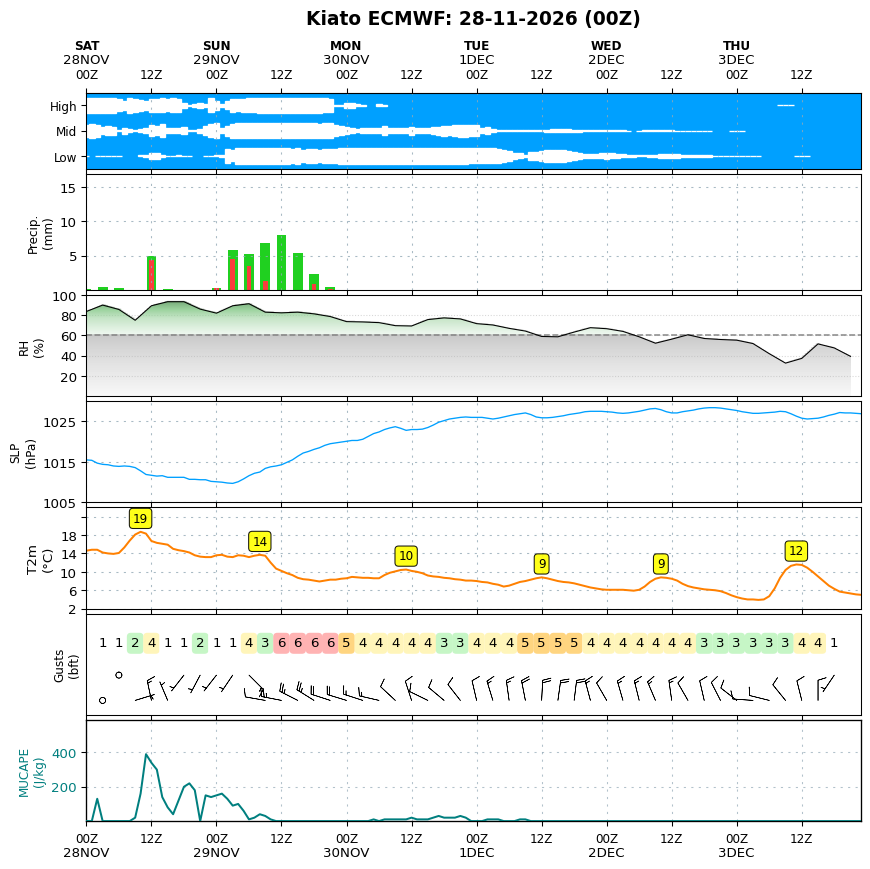 Kiato ECMWF: 28-11-2026 (00Z)
SAT SUN MON TUE WED THU
28NOV 29NOV 30NOV 1DEC 2DEC 3DEC
00Z 12Z 00Z 12Z 00Z 12Z 00Z 12Z 00Z 12Z 00Z 12Z
High
Mid
Low
Precip.
(mm)
15
10
5
RH
(%)
100
80
60
40
20
SLP
(hPa)
1025
1015
1005
T2m
(°C)
18
14
10
6
2
19 14 10 9 9 12
Gusts
(bft)
1 1 2 4 1 1 2 1 1 4 3 6 6 6 6 5 4 4 4 4 4 3 3 4 4 4 5 5 5 5 4 4 4 4 4 4 4 3 3 3 3 3 3 4 4 1
MUCAPE
(J/kg)
400
200
00Z 12Z 00Z 12Z 00Z 12Z 00Z 12Z 00Z 12Z 00Z 12Z
28NOV 29NOV 30NOV 1DEC 2DEC 3DEC